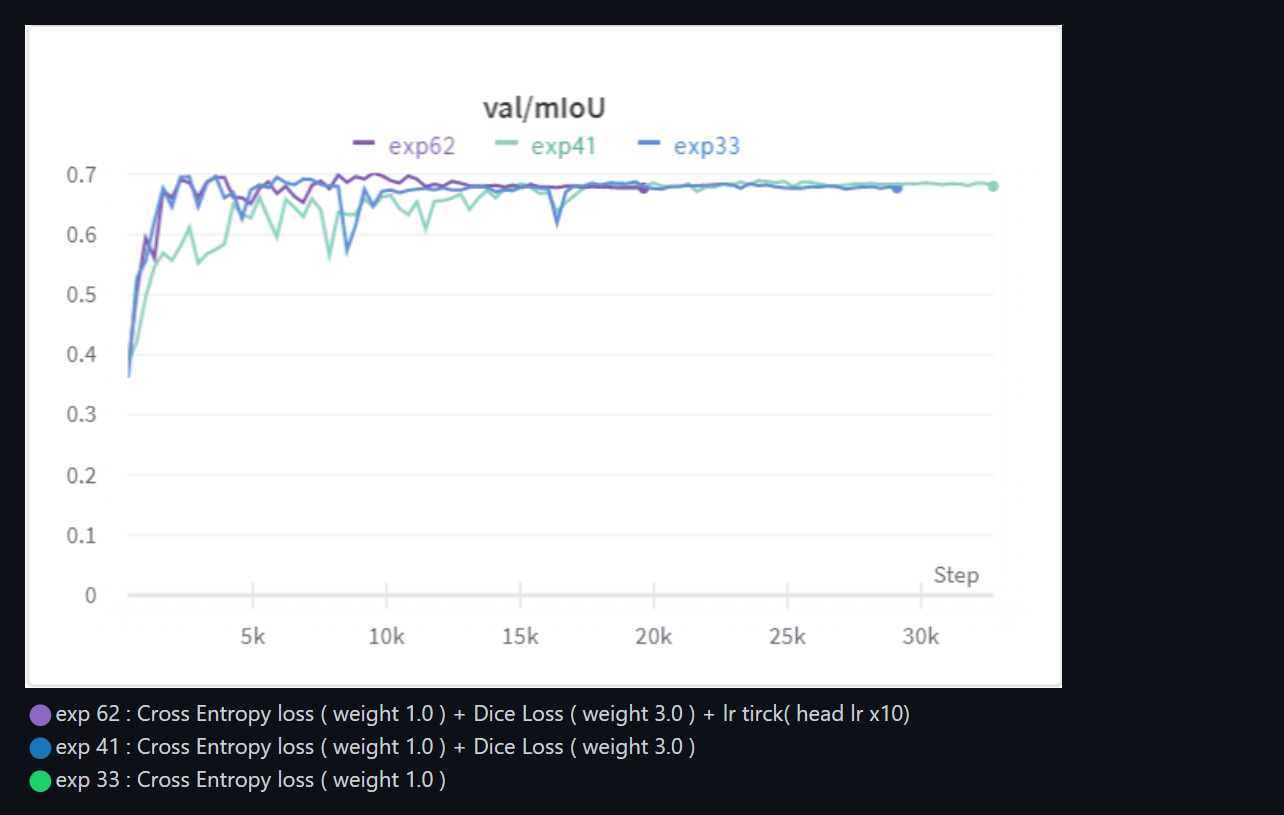 val/mIoU
exp62 exp41 exp33
0.7
0.6
0.5
0.4
0.3
0.2
0.1
0
Step
5k 10k 15k 20k 25k 30k
exp 62 : Cross Entropy loss ( weight 1.0 ) + Dice Loss ( weight 3.0 ) + lr tirck( head lr x10)
exp 41 : Cross Entropy loss ( weight 1.0 ) + Dice Loss ( weight 3.0 )
exp 33 : Cross Entropy loss ( weight 1.0 )